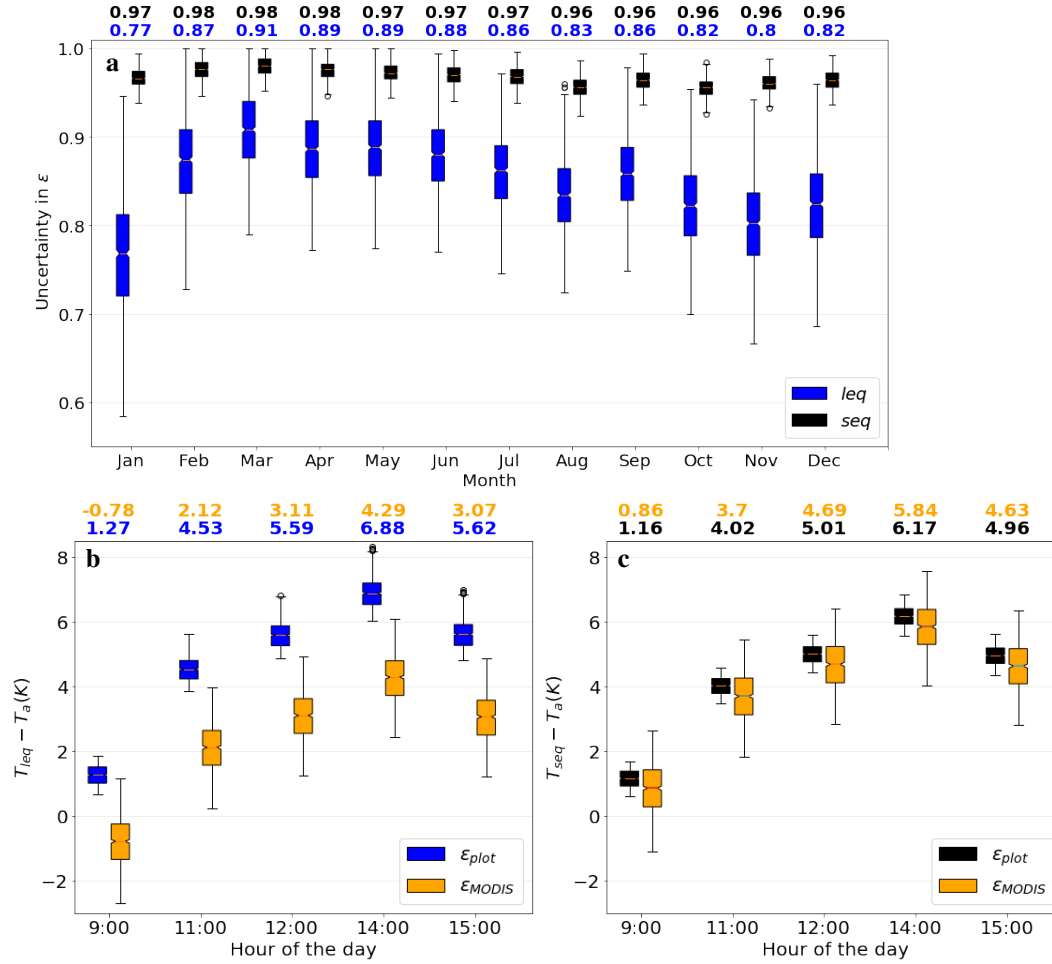 0.97 0.98 0.98 0.98 0.97 0.97 0.97 0.96 0.96 0.96 0.96 0.96
0.77 0.87 0.91 0.89 0.89 0.88 0.86 0.83 0.86 0.82 0.8 0.82
a
Uncertainty in ε
1.0
0.9
0.8
0.7
0.6
leq
seq
Jan Feb Mar Apr May Jun Jul Aug Sep Oct Nov Dec
Month
-0.78 2.12 3.11 4.29 3.07
1.27 4.53 5.59 6.88 5.62
b
T_leq − T_a(K)
8
6
4
2
0
−2
ε_plot
ε_MODIS
9:00 11:00 12:00 14:00 15:00
Hour of the day
0.86 3.7 4.69 5.84 4.63
1.16 4.02 5.01 6.17 4.96
c
T_seq − T_a(K)
8
6
4
2
0
−2
ε_plot
ε_MODIS
9:00 11:00 12:00 14:00 15:00
Hour of the day